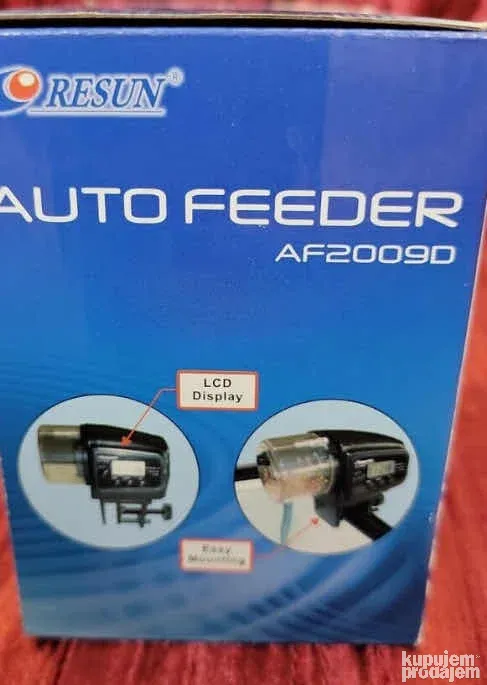 RESUN®
AUTO FEEDER
AF2009D
LCD
Display
Easy
Mounting
kupujem
prodajem